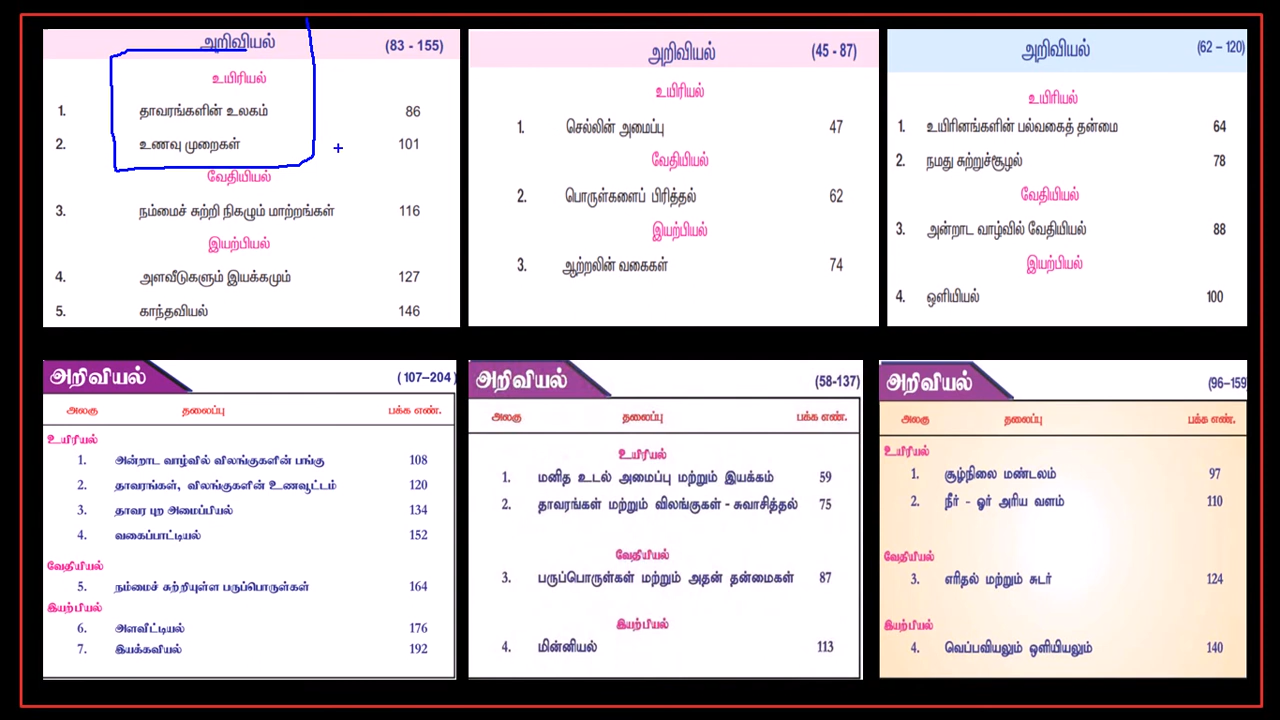 அறிவியல் (83 - 155)
உயிரியல்
1. தாவரங்களின் உலகம் 86
2. உணவு முறைகள் 101
வேதியியல்
3. நம்மைச் சுற்றி நிகழும் மாற்றங்கள் 116
இயற்பியல்
4. அளவீடுகளும் இயக்கமும் 127
5. காந்தவியல் 146
அறிவியல் (45 - 87)
உயிரியல்
1. செல்லின் அமைப்பு 47
வேதியியல்
2. பொருள்களைப் பிரித்தல் 62
இயற்பியல்
3. ஆற்றலின் வகைகள் 74
அறிவியல் (62 – 120)
உயிரியல்
1. உயிரினங்களின் பல்வகைத் தன்மை 64
2. நமது சுற்றுச்சூழல் 78
வேதியியல்
3. அன்றாட வாழ்வில் வேதியியல் 88
இயற்பியல்
4. ஒளியியல் 100
அறிவியல் (107–204)
அலகு தலைப்பு பக்க எண்.
உயிரியல்
1. அன்றாட வாழ்வில் விலங்குகளின் பங்கு 108
2. தாவரங்கள், விலங்குகளின் உணவூட்டம் 120
3. தாவர புற அமைப்பியல் 134
4. வகைப்பாட்டியல் 152
வேதியியல்
5. நம்மைச் சுற்றியுள்ள பருப்பொருள்கள் 164
இயற்பியல்
6. அளவீட்டியல் 176
7. இயக்கவியல் 192
அறிவியல் (58-137)
அலகு தலைப்பு பக்க எண்.
உயிரியல்
1. மனித உடல் அமைப்பு மற்றும் இயக்கம் 59
2. தாவரங்கள் மற்றும் விலங்குகள் - சுவாசித்தல் 75
வேதியியல்
3. பருப்பொருள்கள் மற்றும் அதன் தன்மைகள் 87
இயற்பியல்
4. மின்னியல் 113
அறிவியல் (96–159
அலகு தலைப்பு பக்க எண்.
உயிரியல்
1. சூழ்நிலை மண்டலம் 97
2. நீர் - ஓர் அரிய வளம் 110
வேதியியல்
3. எரிதல் மற்றும் சுடர் 124
இயற்பியல்
4. வெப்பவியலும் ஒளியியலும் 140